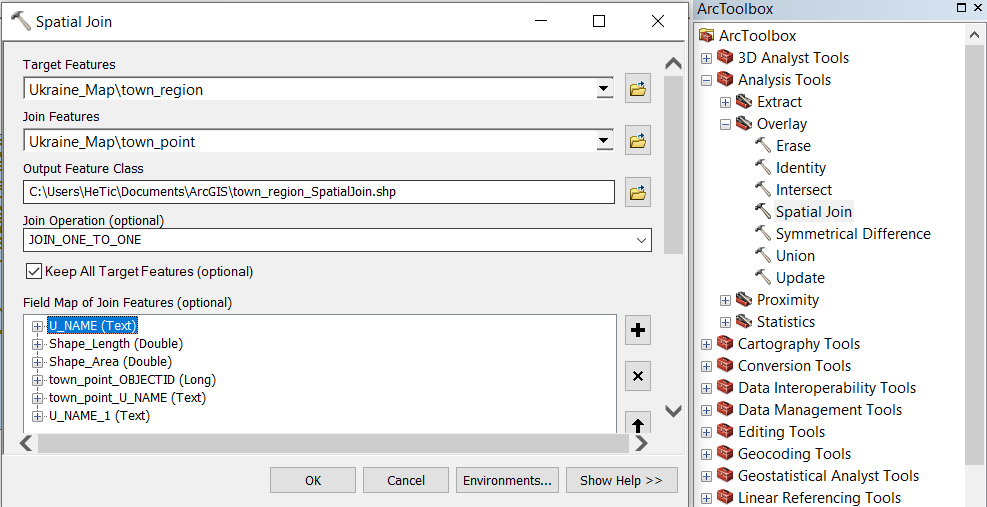 Spatial Join
Target Features
Ukraine_Map\town_region
Join Features
Ukraine_Map\town_point
Output Feature Class
C:\Users\HeTic\Documents\ArcGIS\town_region_SpatialJoin.shp
Join Operation (optional)
JOIN_ONE_TO_ONE
Keep All Target Features (optional)
Field Map of Join Features (optional)
U_NAME (Text)
Shape_Length (Double)
Shape_Area (Double)
town_point_OBJECTID (Long)
town_point_U_NAME (Text)
U_NAME_1 (Text)
OK
Cancel
Environments...
Show Help >>
ArcToolbox
ArcToolbox
3D Analyst Tools
Analysis Tools
Extract
Overlay
Erase
Identity
Intersect
Spatial Join
Symmetrical Difference
Union
Update
Proximity
Statistics
Cartography Tools
Conversion Tools
Data Interoperability Tools
Data Management Tools
Editing Tools
Geocoding Tools
Geostatistical Analyst Tools
Linear Referencing Tools